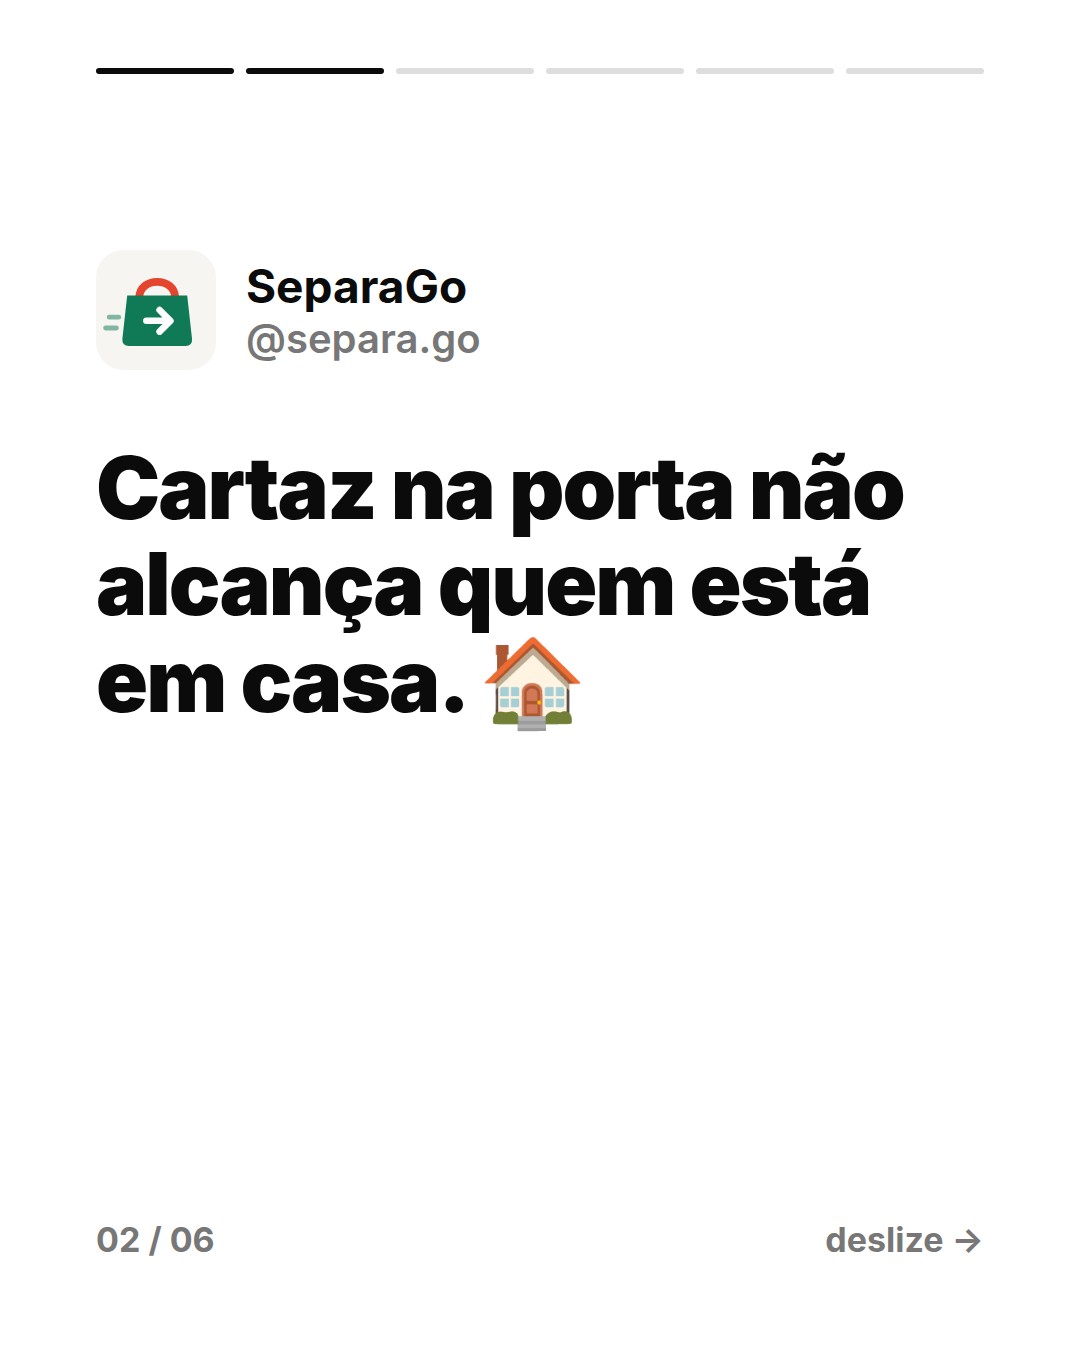 SeparaGo
@separa.go
Cartaz na porta não
alcança quem está
em casa. 🏠
02 / 06
deslize →